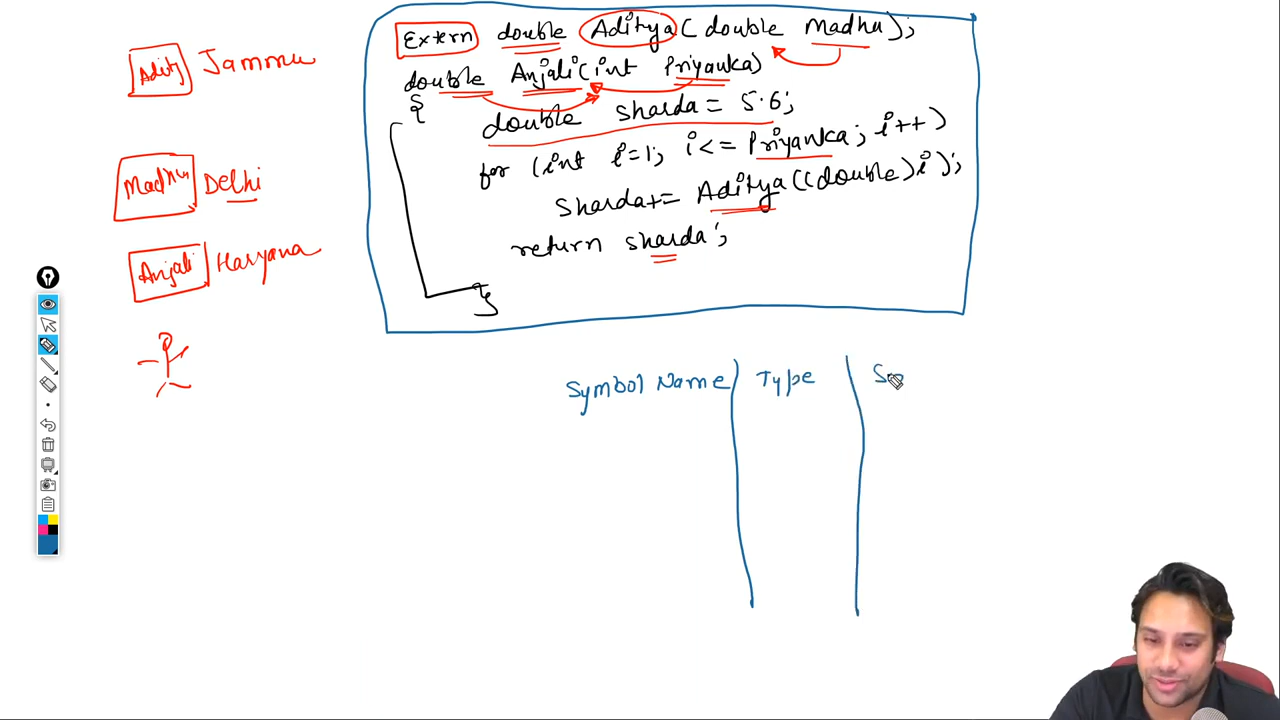 Extern double Aditya(double Madhu);
double Anjali(int Priyanka)
{
double sharda = 5.6;
for (int i=1; i<= Priyanka; i++)
Sharda+= Aditya((double)i);
return sharda;
}
Jammu
Madhu Delhi
Anjali Haryana
Symbol Name Type